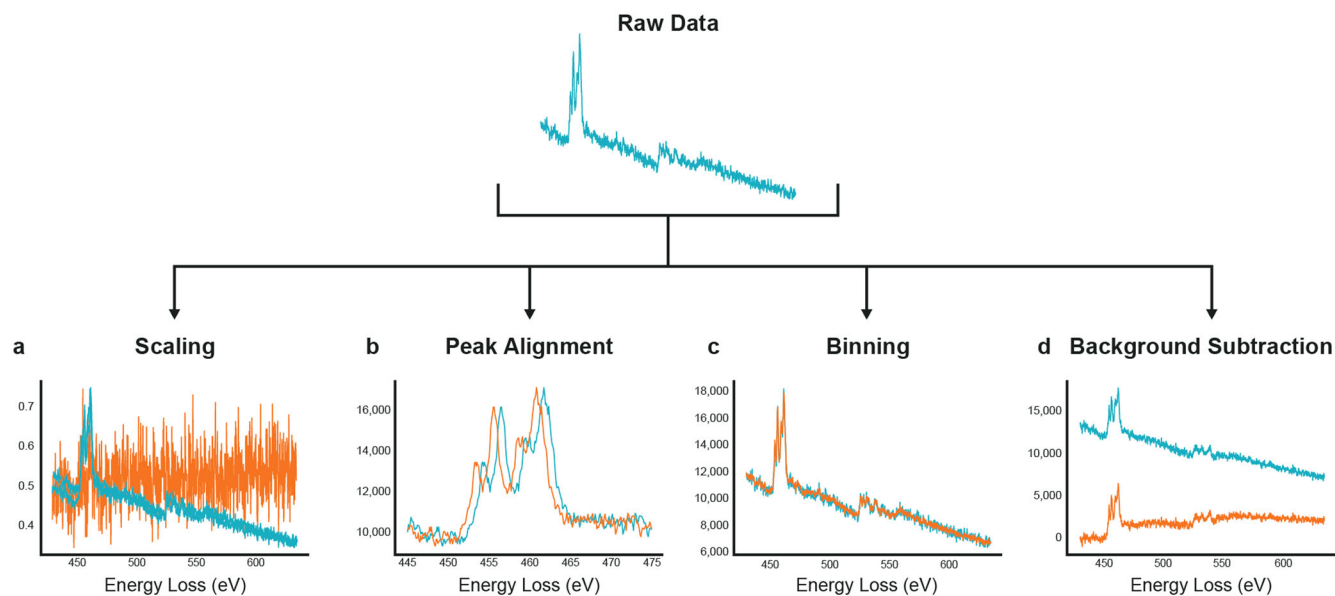 Raw Data
a Scaling
0.7
0.6
0.5
0.4
450 500 550 600
Energy Loss (eV)
b Peak Alignment
16,000
14,000
12,000
10,000
445 450 455 460 465 470 475
Energy Loss (eV)
c Binning
18,000
16,000
14,000
12,000
10,000
8,000
6,000
450 500 550 600
Energy Loss (eV)
d Background Subtraction
15,000
10,000
5,000
0
450 500 550 600
Energy Loss (eV)